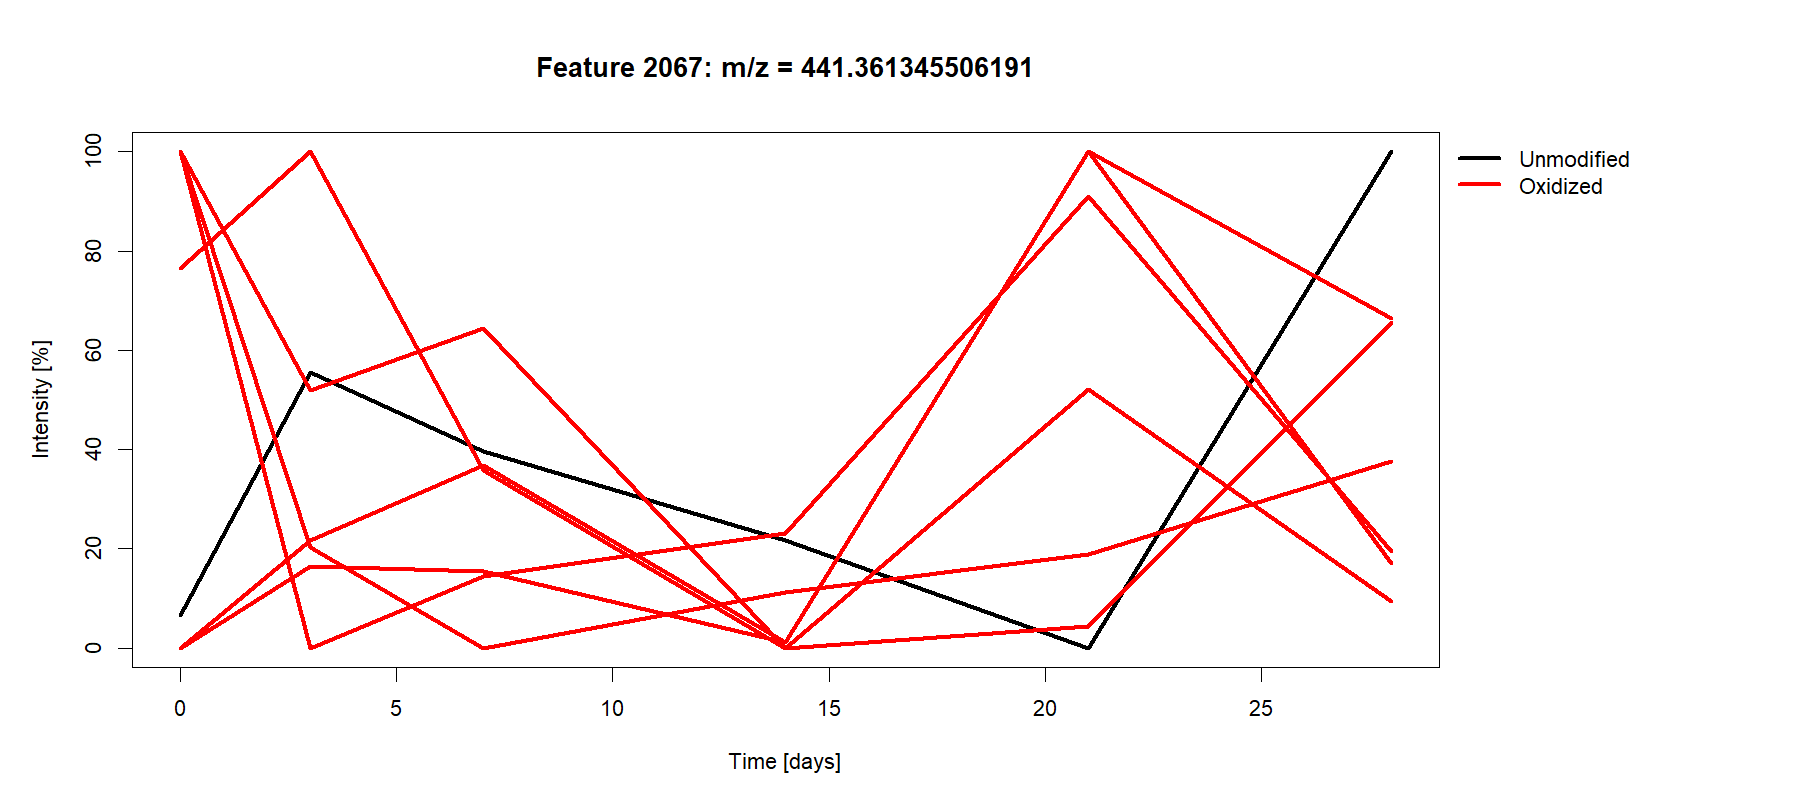 Feature 2067: m/z = 441.361345506191
Unmodified
Oxidized
Intensity [%]
100
80
60
40
20
0
0 5 10 15 20 25
Time [days]